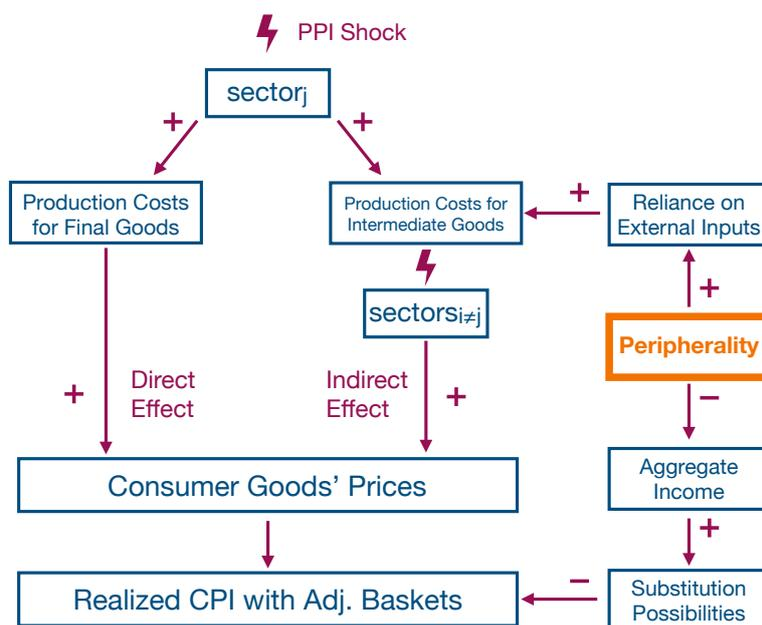 PPI Shock
sectorj
+
+
Production Costs
for Final Goods
Production Costs for
Intermediate Goods
+
Reliance on
External Inputs
+
sectorsi≠j
Peripherality
+
Direct
Effect
Indirect
Effect
+
−
Consumer Goods' Prices
Aggregate
Income
+
Realized CPI with Adj. Baskets
−
Substitution
Possibilities